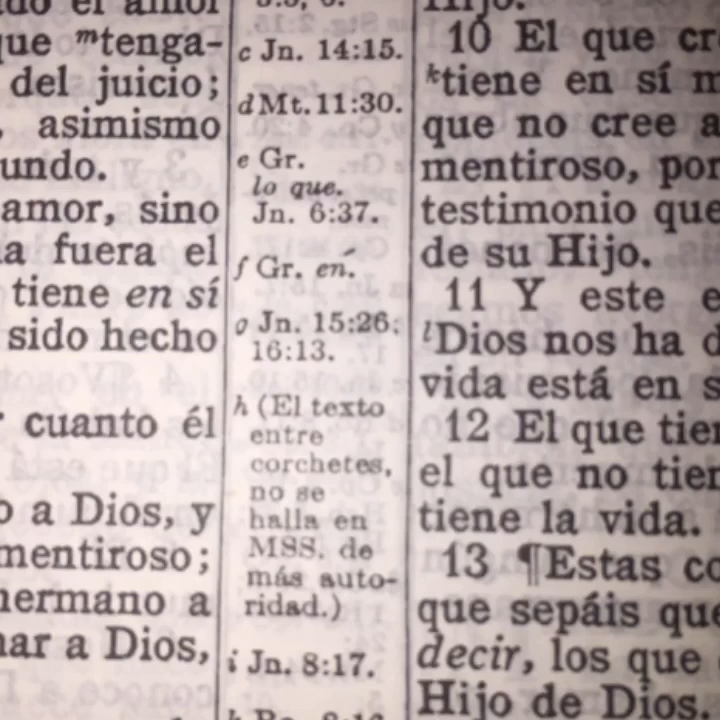 que ᵐtenga-
del juicio;
, asimismo
undo.
amor, sino
la fuera el
tiene en sí
sido hecho
r cuanto él
o a Dios, y
mentiroso;
hermano a
nar a Dios,
c Jn. 14:15.
d Mt. 11:30.
e Gr.
lo que.
Jn. 6:37.
f Gr. en.
g Jn. 15:26;
16:13.
h (El texto
entre
corchetes,
no se
halla en
MSS. de
más auto-
ridad.)
i Jn. 8:17.
Hijo.
10 El que cr
ᵏtiene en sí m
que no cree a
mentiroso, por
testimonio que
de su Hijo.
11 Y este e
ˡDios nos ha d
vida está en s
12 El que tien
el que no tien
tiene la vida.
13 ¶Estas co
que sepáis que
decir, los que
Hijo de Dios.